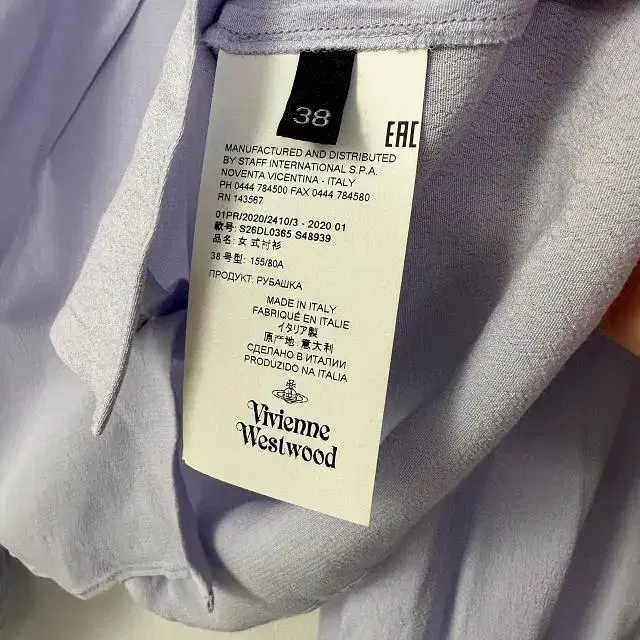 38
EAC
MANUFACTURED AND DISTRIBUTED
BY STAFF INTERNATIONAL S.P.A.
NOVENTA VICENTINA - ITALY
PH 0444 784500 FAX 0444 784580
RN 143567
01PR/2020/2410/3 - 2020 01
款号: S26DL0365 S48939
品名: 女式衬衫
38 号型: 155/80A
ПРОДУКТ: РУБАШКА
MADE IN ITALY
FABRIQUÉ EN ITALIE
イタリア製
原产地: 意大利
СДЕЛАНО В ИТАЛИИ
PRODUZIDO NA ITALIA
Vivienne
Westwood